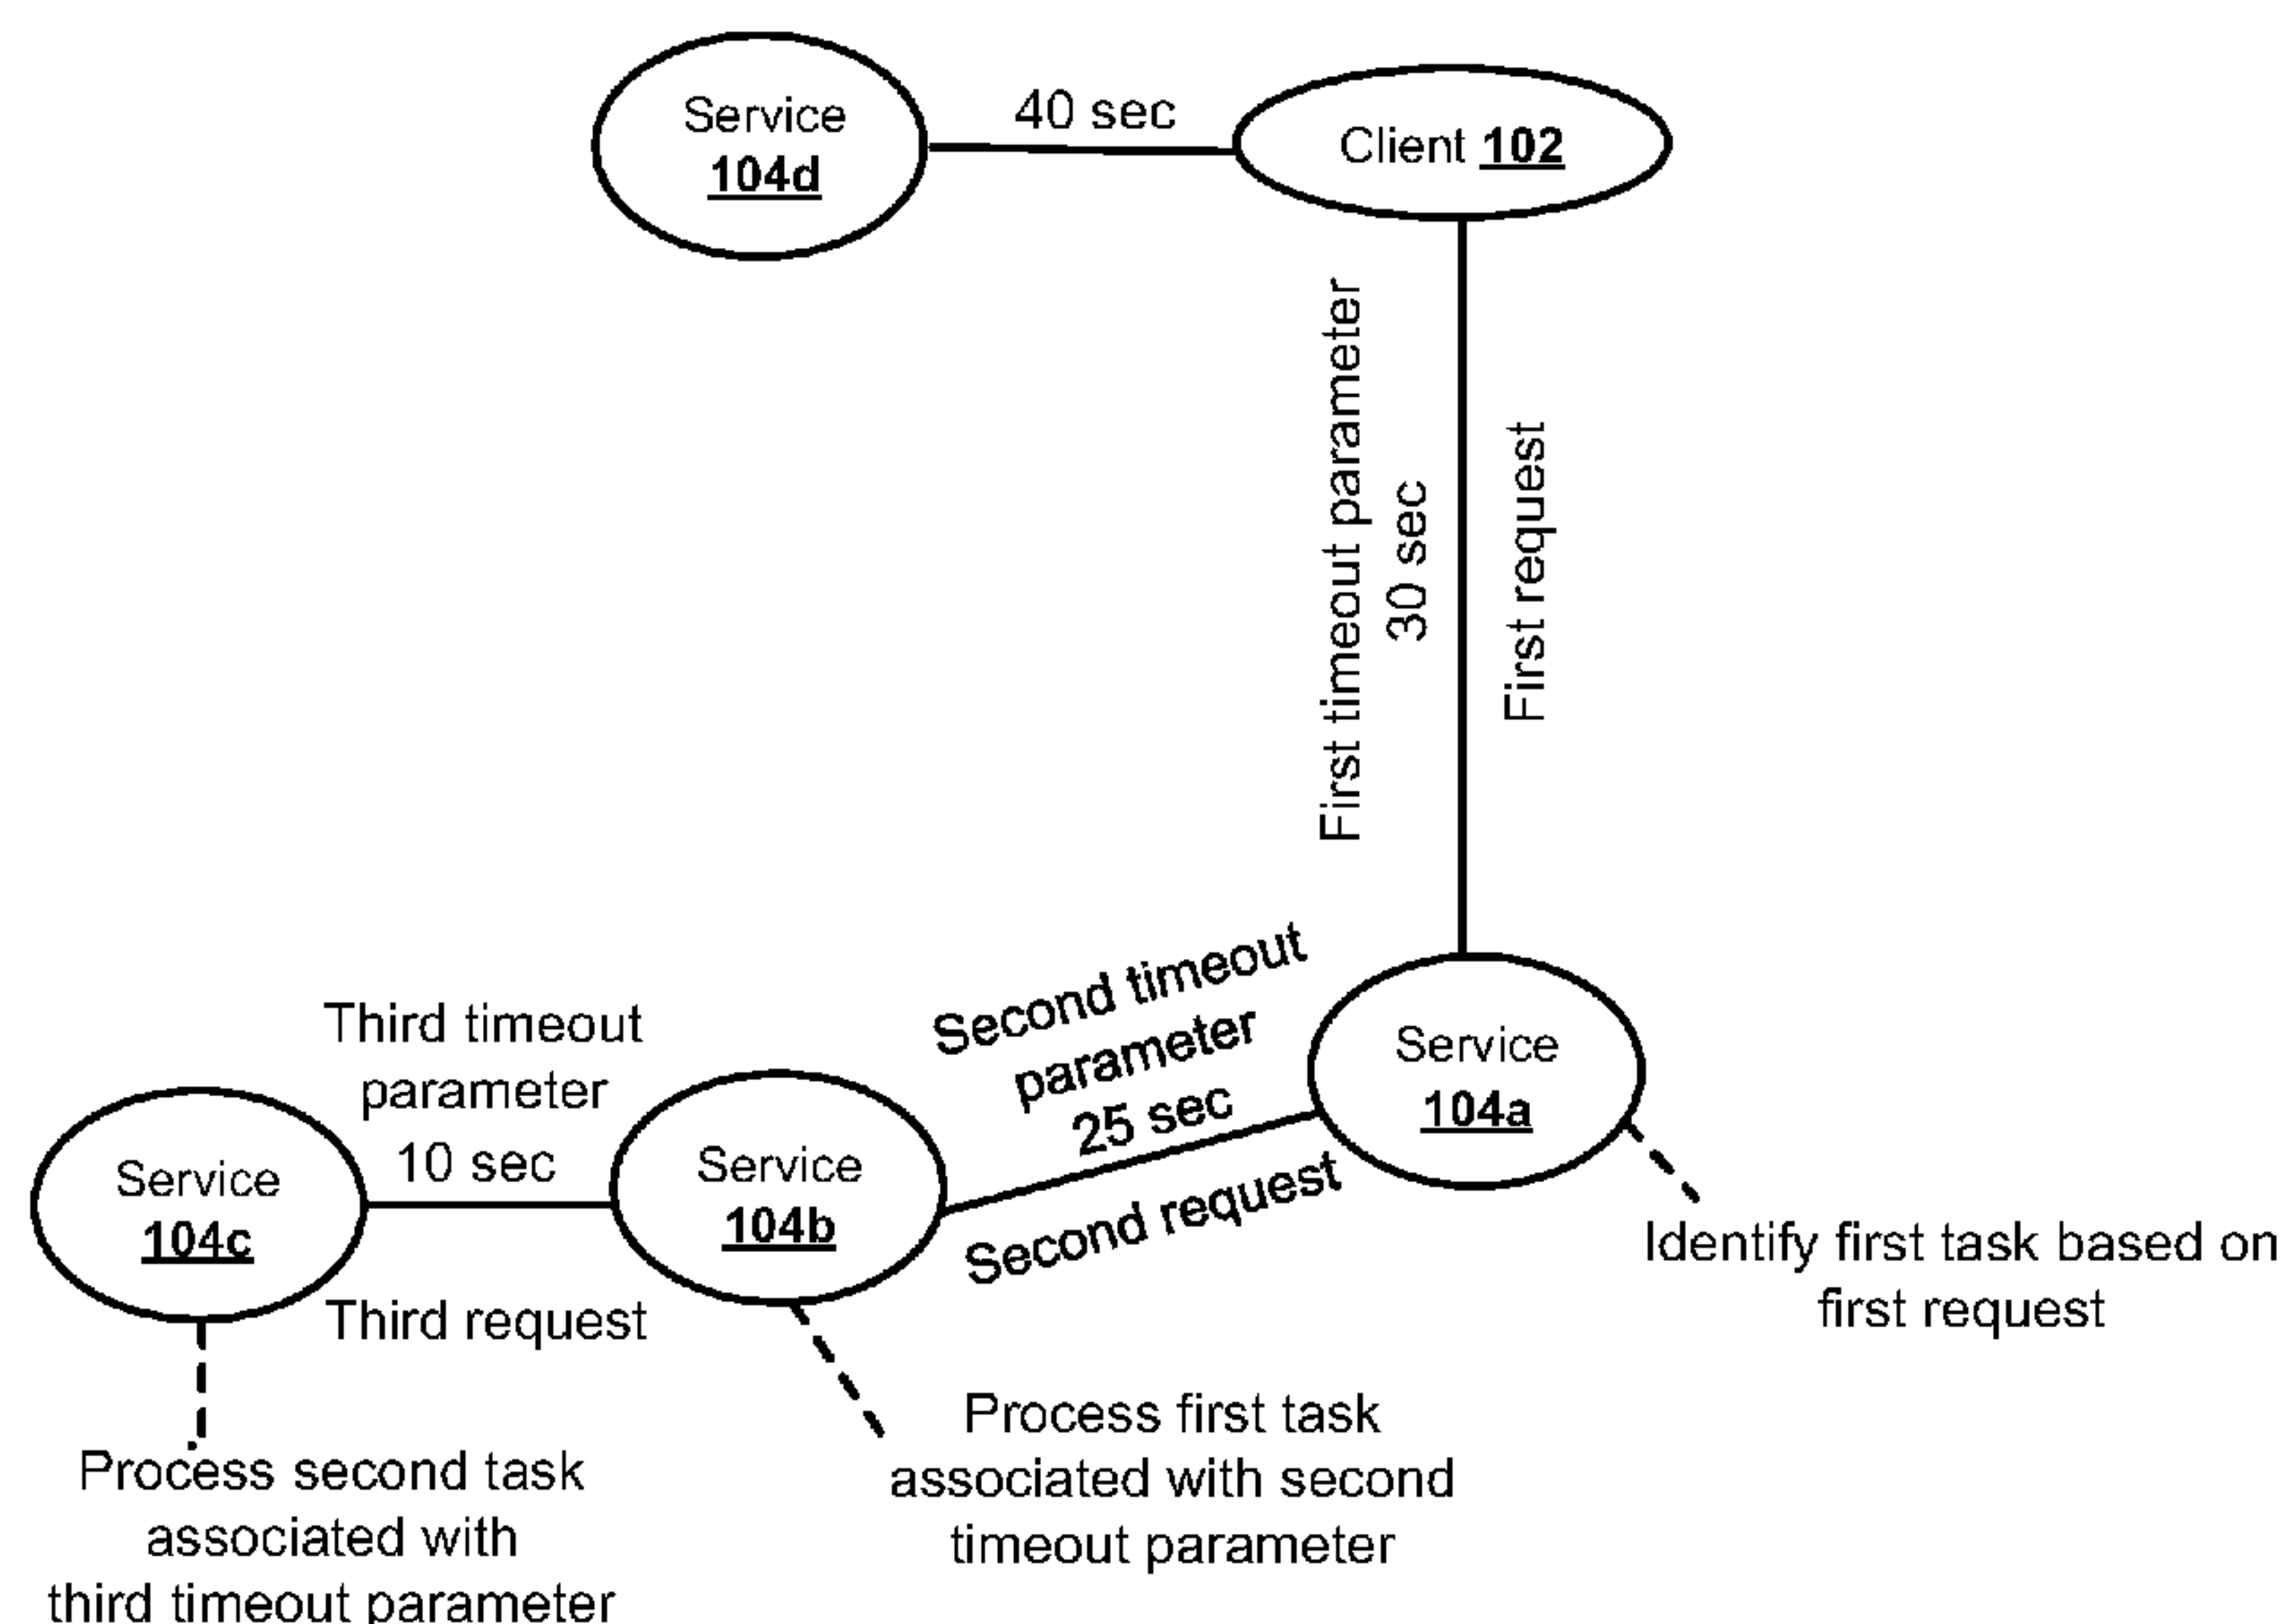 Service
104d
40 sec
Client 102
First timeout parameter
30 sec
First request
Second timeout
parameter
25 sec
Second request
Service
104a
Identify first task based on
first request
Third timeout
parameter
10 sec
Third request
Service
104b
Process first task
associated with second
timeout parameter
Service
104c
Process second task
associated with
third timeout parameter